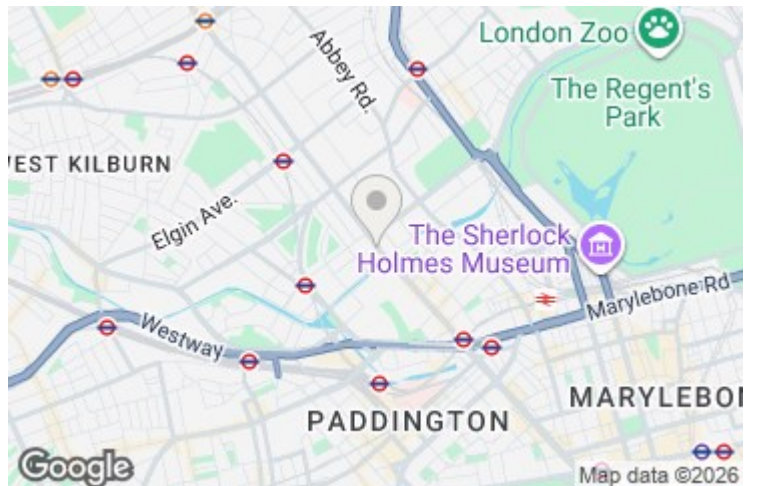 London Zoo
Abbey Rd.
The Regent's
Park
EST KILBURN
Elgin Ave.
The Sherlock
Holmes Museum
Marylebone Rd
Westway
MARYLEBO
PADDINGTON
Google
Map data ©2026